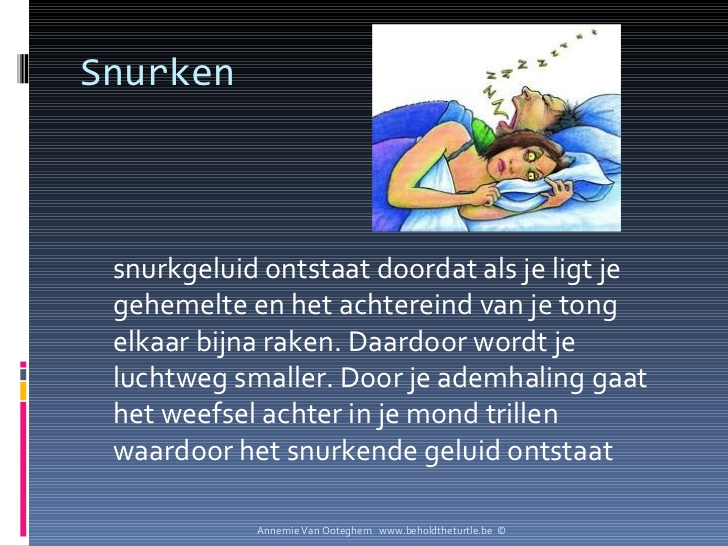 Snurken
z z z z z z z z z z
snurkgeluid ontstaat doordat als je ligt je
gehemelte en het achtereind van je tong
elkaar bijna raken. Daardoor wordt je
luchtweg smaller. Door je ademhaling gaat
het weefsel achter in je mond trillen
waardoor het snurkende geluid ontstaat
Annemie Van Ooteghem www.beholdtheturtle.be ©